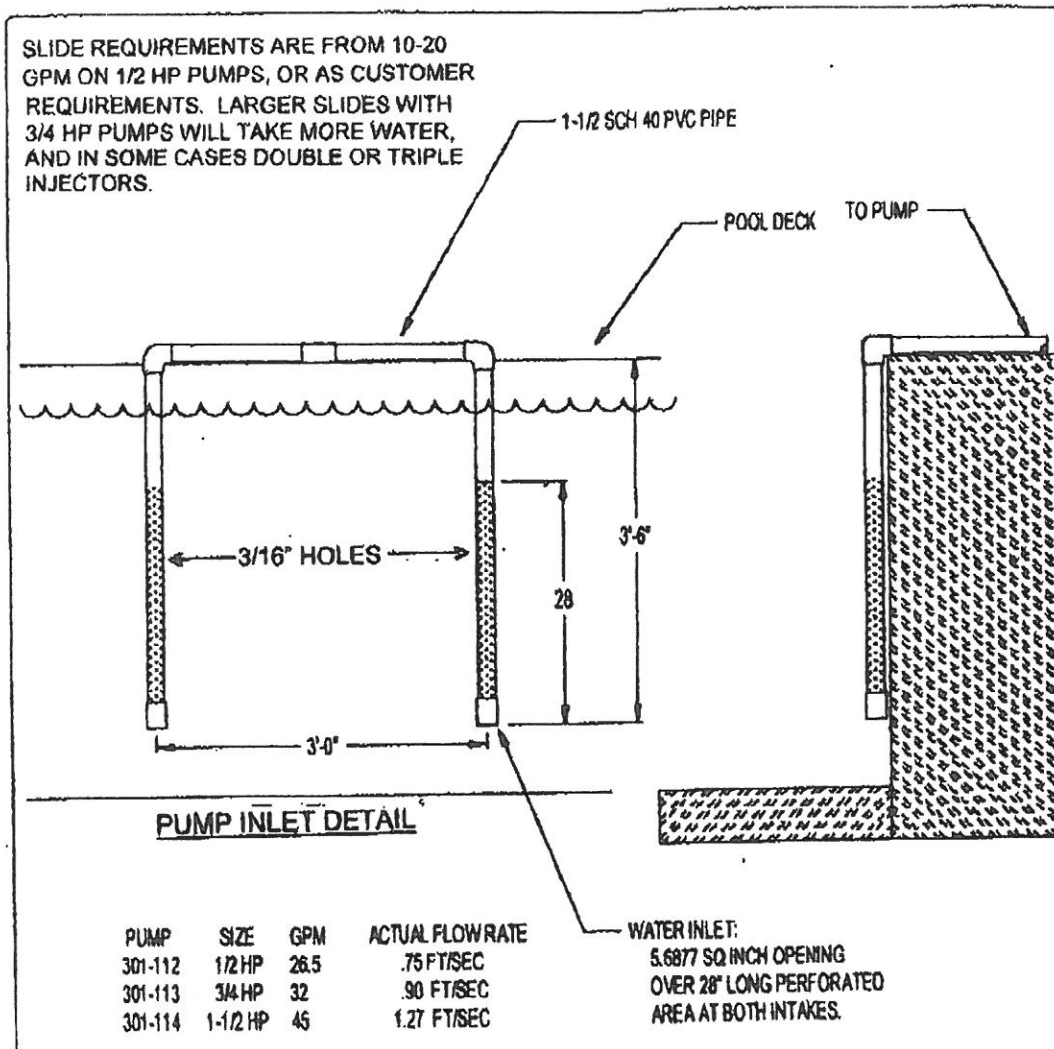 SLIDE REQUIREMENTS ARE FROM 10-20
GPM ON 1/2 HP PUMPS, OR AS CUSTOMER
REQUIREMENTS. LARGER SLIDES WITH
3/4 HP PUMPS WILL TAKE MORE WATER,
AND IN SOME CASES DOUBLE OR TRIPLE
INJECTORS.
1-1/2 SCH 40 PVC PIPE
POOL DECK
TO PUMP
3/16" HOLES
28
3'-6"
3'-0"
PUMP INLET DETAIL
PUMP SIZE GPM ACTUAL FLOW RATE
301-112 1/2 HP 26.5 .75 FT/SEC
301-113 3/4 HP 32 .90 FT/SEC
301-114 1-1/2 HP 45 1.27 FT/SEC
WATER INLET:
5.6877 SQ INCH OPENING
OVER 28" LONG PERFORATED
AREA AT BOTH INTAKES.